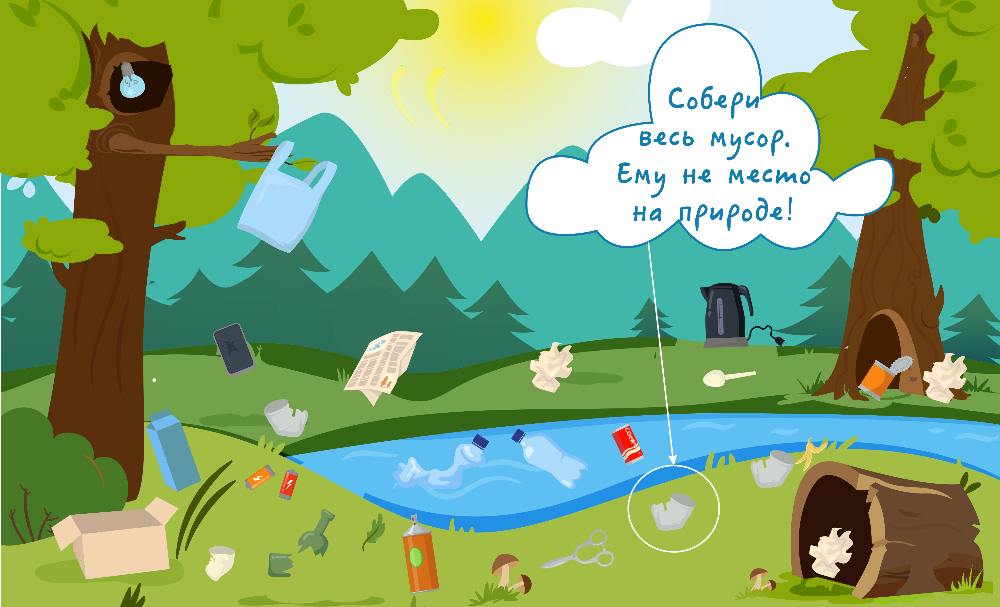 Собери
весь мусор.
Ему не место
на природе!
COLA